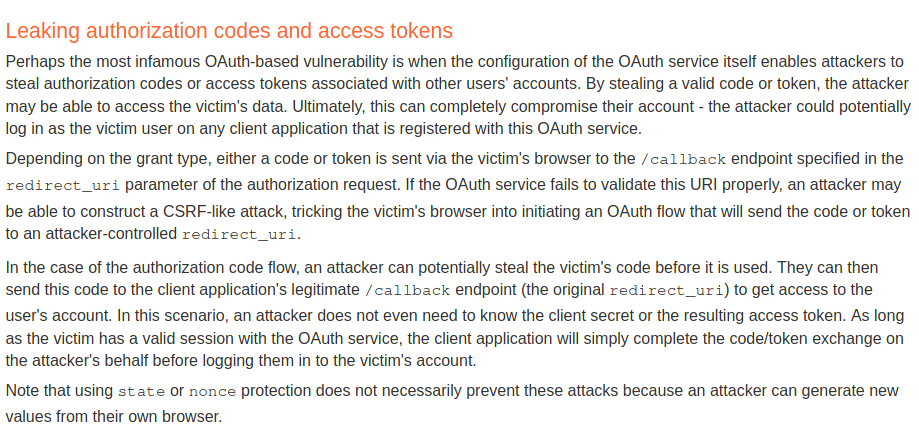 Leaking authorization codes and access tokens
Perhaps the most infamous OAuth-based vulnerability is when the configuration of the OAuth service itself enables attackers to
steal authorization codes or access tokens associated with other users' accounts. By stealing a valid code or token, the attacker
may be able to access the victim's data. Ultimately, this can completely compromise their account - the attacker could potentially
log in as the victim user on any client application that is registered with this OAuth service.
Depending on the grant type, either a code or token is sent via the victim's browser to the /callback endpoint specified in the
redirect_uri parameter of the authorization request. If the OAuth service fails to validate this URI properly, an attacker may
be able to construct a CSRF-like attack, tricking the victim's browser into initiating an OAuth flow that will send the code or token
to an attacker-controlled redirect_uri.
In the case of the authorization code flow, an attacker can potentially steal the victim's code before it is used. They can then
send this code to the client application's legitimate /callback endpoint (the original redirect_uri) to get access to the
user's account. In this scenario, an attacker does not even need to know the client secret or the resulting access token. As long
as the victim has a valid session with the OAuth service, the client application will simply complete the code/token exchange on
the attacker's behalf before logging them in to the victim's account.
Note that using state or nonce protection does not necessarily prevent these attacks because an attacker can generate new
values from their own browser.